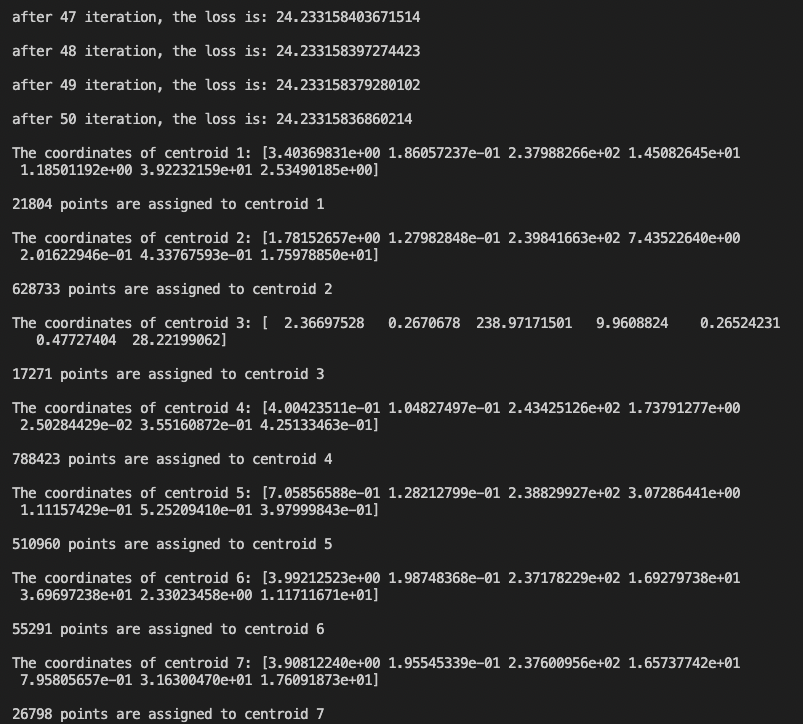 after 47 iteration, the loss is: 24.233158403671514
after 48 iteration, the loss is: 24.233158397274423
after 49 iteration, the loss is: 24.233158379280102
after 50 iteration, the loss is: 24.23315836860214
The coordinates of centroid 1: [3.40369831e+00 1.86057237e-01 2.37988266e+02 1.45082645e+01
1.18501192e+00 3.92232159e+01 2.53490185e+00]
21804 points are assigned to centroid 1
The coordinates of centroid 2: [1.78152657e+00 1.27982848e-01 2.39841663e+02 7.43522640e+00
2.01622946e-01 4.33767593e-01 1.75978850e+01]
628733 points are assigned to centroid 2
The coordinates of centroid 3: [  2.36697528   0.2670678  238.97171501   9.9608824    0.26524231
0.47727404  28.22199062]
17271 points are assigned to centroid 3
The coordinates of centroid 4: [4.00423511e-01 1.04827497e-01 2.43425126e+02 1.73791277e+00
2.50284429e-02 3.55160872e-01 4.25133463e-01]
788423 points are assigned to centroid 4
The coordinates of centroid 5: [7.05856588e-01 1.28212799e-01 2.38829927e+02 3.07286441e+00
1.11157429e-01 5.25209410e-01 3.97999843e-01]
510960 points are assigned to centroid 5
The coordinates of centroid 6: [3.99212523e+00 1.98748368e-01 2.37178229e+02 1.69279738e+01
3.69697238e+01 2.33023458e+00 1.11711671e+01]
55291 points are assigned to centroid 6
The coordinates of centroid 7: [3.90812240e+00 1.95545339e-01 2.37600956e+02 1.65737742e+01
7.95805657e-01 3.16300470e+01 1.76091873e+01]
26798 points are assigned to centroid 7